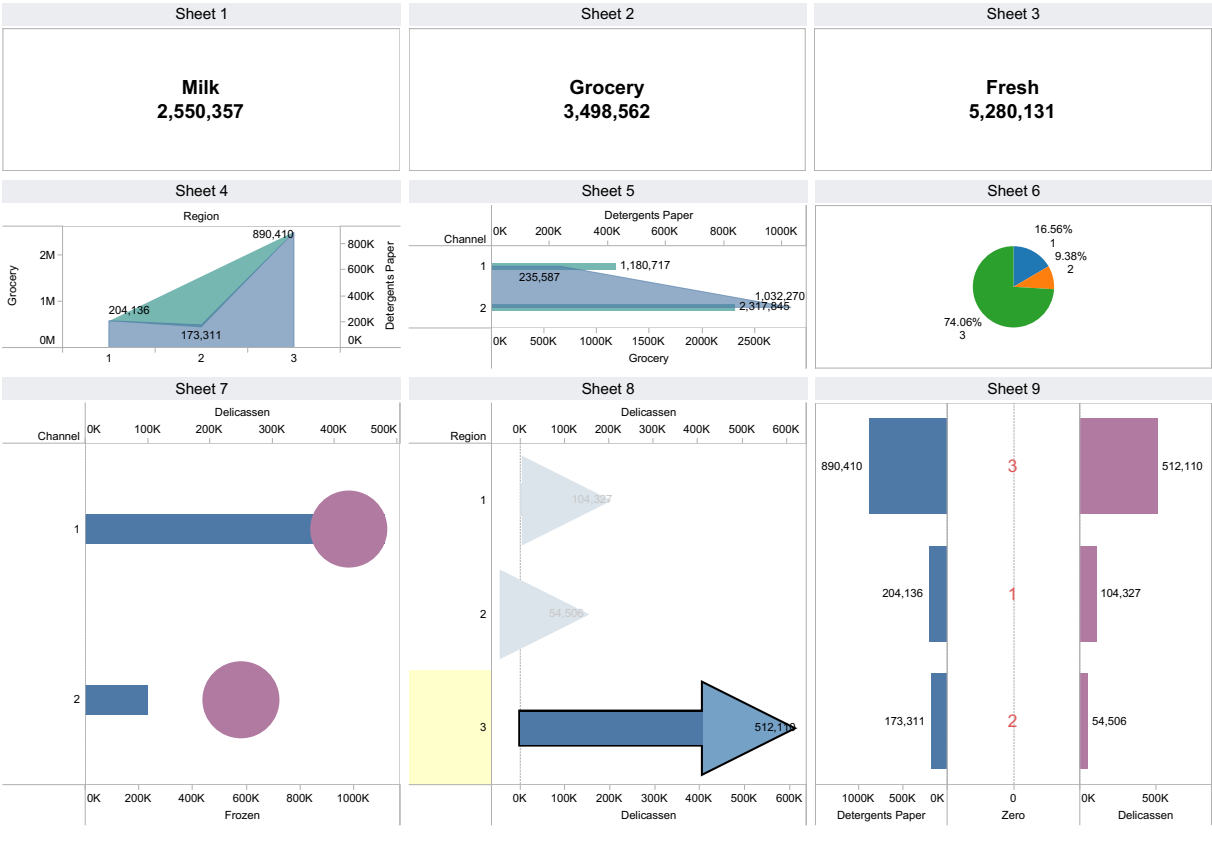 Sheet 1
Milk
2,550,357
Sheet 2
Grocery
3,498,562
Sheet 3
Fresh
5,280,131
Sheet 4
Region
2M
1M
0M
Grocery
204,136
173,311
890,410
800K
600K
400K
200K
0K
Detergents Paper
1 2 3
Sheet 5
Detergents Paper
Channel
0K 200K 400K 600K 800K 1000K
1
235,587
1,180,717
2
1,032,270
2,317,845
0K 500K 1000K 1500K 2000K 2500K
Grocery
Sheet 6
16.56%
1
9.38%
2
74.06%
3
Sheet 7
Delicassen
Channel
0K 100K 200K 300K 400K 500K
1
2
0K 200K 400K 600K 800K 1000K
Frozen
Sheet 8
Delicassen
Region
0K 100K 200K 300K 400K 500K 600K
1
104,327
2
54,506
3
512,110
0K 100K 200K 300K 400K 500K 600K
Delicassen
Sheet 9
890,410 3 512,110
204,136 1 104,327
173,311 2 54,506
1000K 500K 0K 0 0K 500K
Detergents Paper Zero Delicassen